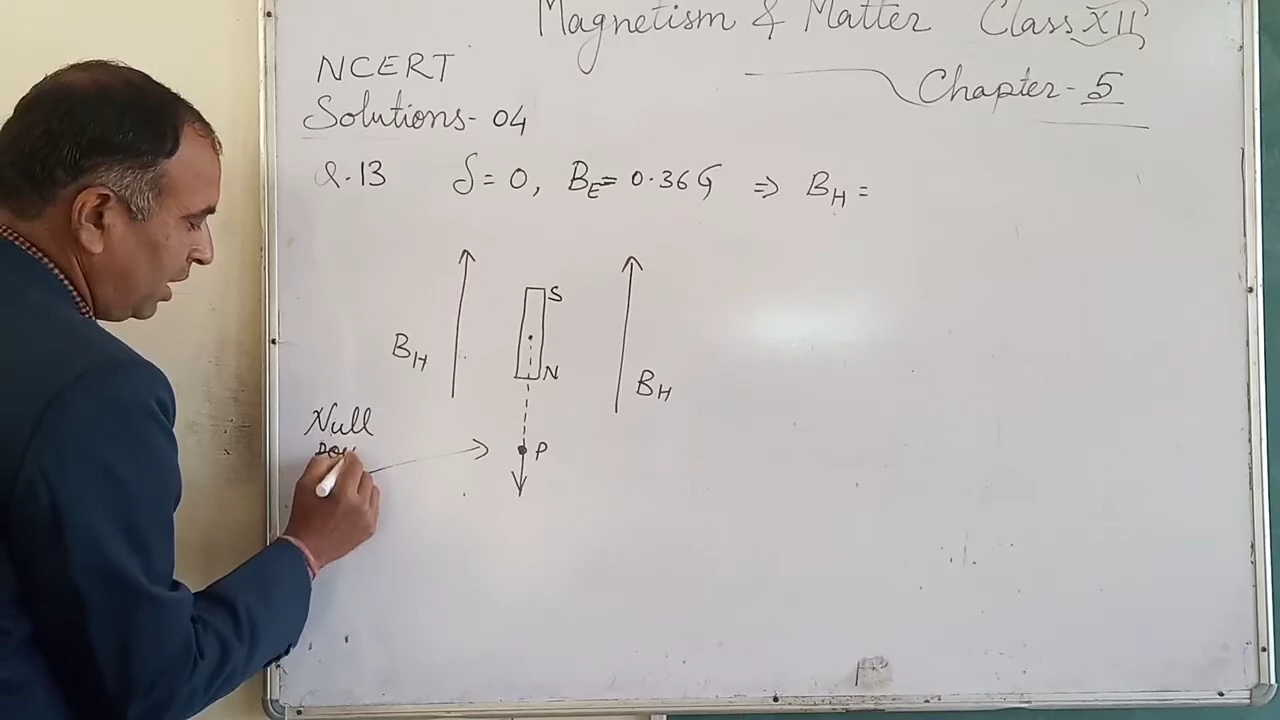 Magnetism & Matter Class XII
Chapter - 5
NCERT
Solutions - 04
Q.13 δ = 0, B_E = 0.36 G ⇒ B_H =
S
B_H
N
B_H
Null
P